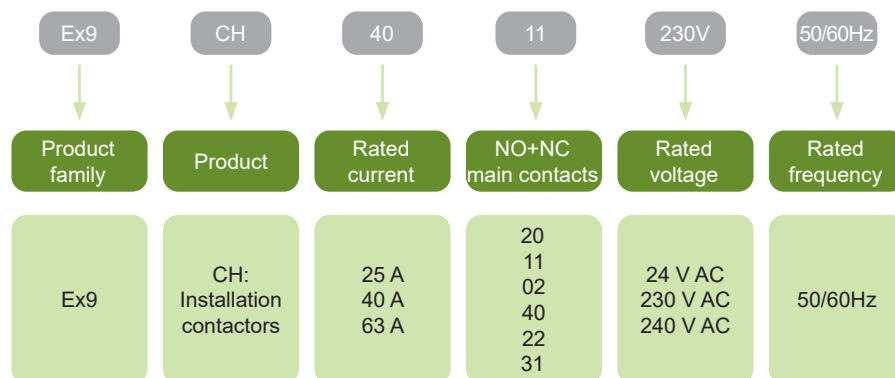 Ex9 CH 40 11 230V 50/60Hz
Product family
Product
Rated current
NO+NC main contacts
Rated voltage
Rated frequency
Ex9
CH:
Installation
contactors
25 A
40 A
63 A
20
11
02
40
22
31
24 V AC
230 V AC
240 V AC
50/60Hz